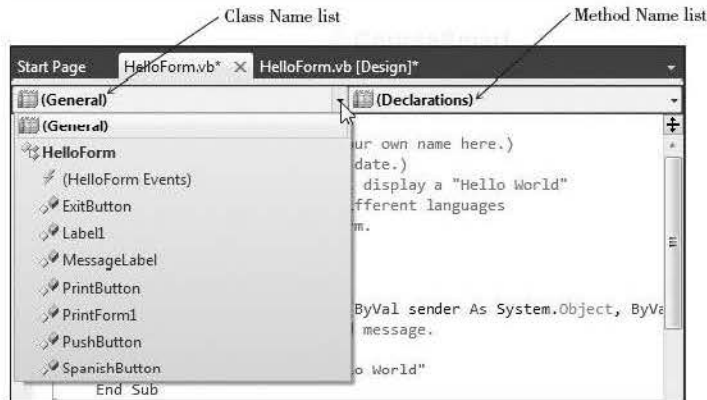 Class Name list
Method Name list
Start Page HelloForm.vb* × HelloForm.vb [Design]*
(General) (Declarations)
(General)
HelloForm
(HelloForm Events)
ExitButton
Label1
MessageLabel
PrintButton
PrintForm1
PushButton
SpanishButton
ur own name here.)
date.)
display a "Hello World"
fferent languages
m.
ByVal sender As System.Object, ByVa
message.
o World"
End Sub